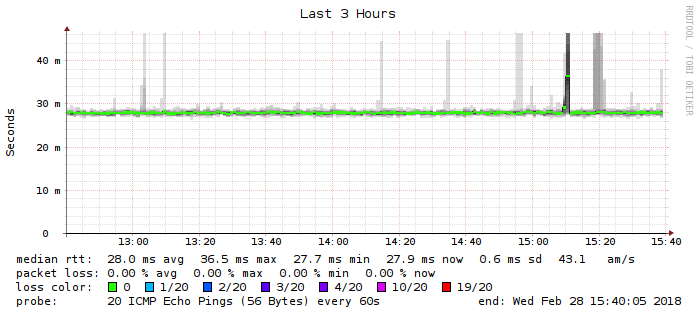 Last 3 Hours
RRDTOOL / TOBI OETIKER
Seconds
40 m
30 m
20 m
10 m
0
13:00 13:20 13:40 14:00 14:20 14:40 15:00 15:20 15:40
median rtt: 28.0 ms avg 36.5 ms max 27.7 ms min 27.9 ms now 0.6 ms sd 43.1 am/s
packet loss: 0.00 % avg 0.00 % max 0.00 % min 0.00 % now
loss color: 0 1/20 2/20 3/20 4/20 10/20 19/20
probe: 20 ICMP Echo Pings (56 Bytes) every 60s end: Wed Feb 28 15:40:05 2018